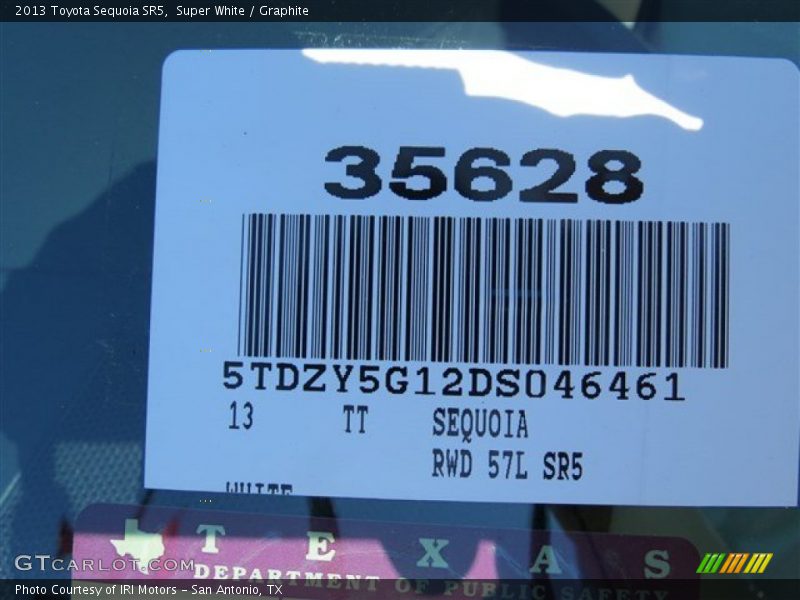 2013 Toyota Sequoia SR5, Super White / Graphite
35628
5TDZY5G12DS046461
13 TT SEQUOIA
RWD 57L SR5
WHITE
T E X A S
DEPARTMENT OF PUBLIC SAFETY
GTCARLOT.COM
Photo Courtesy of IRI Motors - San Antonio, TX